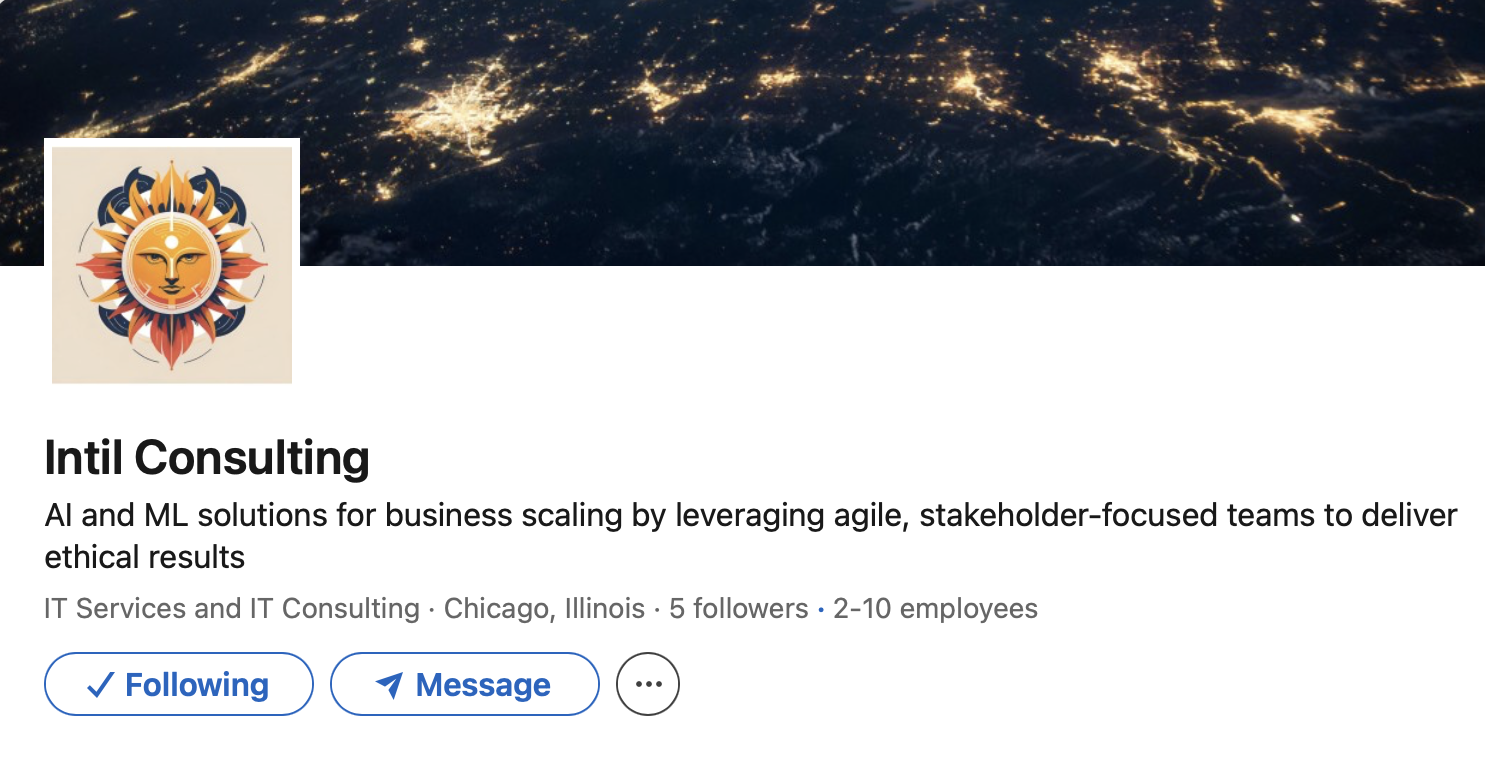 Intil Consulting
AI and ML solutions for business scaling by leveraging agile, stakeholder-focused teams to deliver
ethical results
IT Services and IT Consulting · Chicago, Illinois · 5 followers · 2-10 employees
Following Message